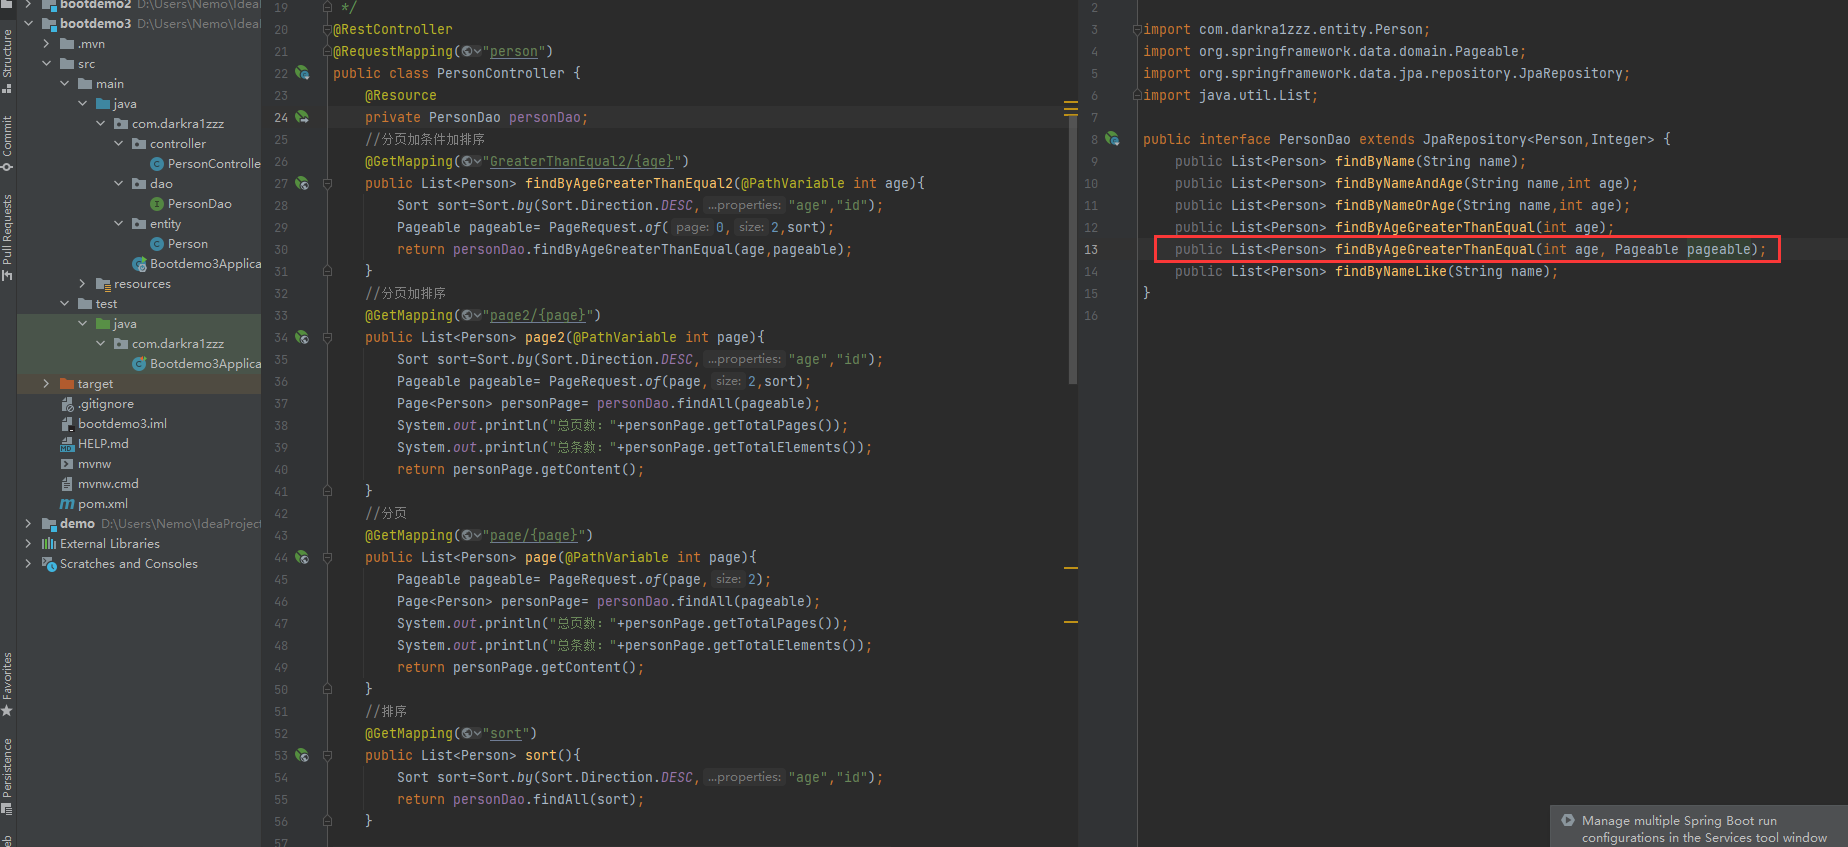 Structure
Commit
Pull Requests
Favorites
Persistence
bootdemo2 D:\Users\Nemo\Ideal
bootdemo3 D:\Users\Nemo\Ideal
.mvn
src
main
java
com.darkra1zzz
controller
PersonControlle
dao
PersonDao
entity
Person
Bootdemo3Applica
resources
test
java
com.darkra1zzz
Bootdemo3Applica
target
.gitignore
bootdemo3.iml
HELP.md
mvnw
mvnw.cmd
pom.xml
demo D:\Users\Nemo\IdeaProject
External Libraries
Scratches and Consoles
19 */
20 @RestController
21 @RequestMapping("person")
22 public class PersonController {
23 @Resource
24 private PersonDao personDao;
25 //分页加条件加排序
26 @GetMapping("GreaterThanEqual2/{age}")
27 public List<Person> findByAgeGreaterThanEqual2(@PathVariable int age){
28 Sort sort=Sort.by(Sort.Direction.DESC, ...properties: "age","id");
29 Pageable pageable= PageRequest.of( page: 0, size: 2,sort);
30 return personDao.findByAgeGreaterThanEqual(age,pageable);
31 }
32 //分页加排序
33 @GetMapping("page2/{page}")
34 public List<Person> page2(@PathVariable int page){
35 Sort sort=Sort.by(Sort.Direction.DESC, ...properties: "age","id");
36 Pageable pageable= PageRequest.of(page, size: 2,sort);
37 Page<Person> personPage= personDao.findAll(pageable);
38 System.out.println("总页数："+personPage.getTotalPages());
39 System.out.println("总条数："+personPage.getTotalElements());
40 return personPage.getContent();
41 }
42 //分页
43 @GetMapping("page/{page}")
44 public List<Person> page(@PathVariable int page){
45 Pageable pageable= PageRequest.of(page, size: 2);
46 Page<Person> personPage= personDao.findAll(pageable);
47 System.out.println("总页数："+personPage.getTotalPages());
48 System.out.println("总条数："+personPage.getTotalElements());
49 return personPage.getContent();
50 }
51 //排序
52 @GetMapping("sort")
53 public List<Person> sort(){
54 Sort sort=Sort.by(Sort.Direction.DESC, ...properties: "age","id");
55 return personDao.findAll(sort);
56 }
57
2
3 import com.darkra1zzz.entity.Person;
4 import org.springframework.data.domain.Pageable;
5 import org.springframework.data.jpa.repository.JpaRepository;
6 import java.util.List;
7
8 public interface PersonDao extends JpaRepository<Person,Integer> {
9 public List<Person> findByName(String name);
10 public List<Person> findByNameAndAge(String name,int age);
11 public List<Person> findByNameOrAge(String name,int age);
12 public List<Person> findByAgeGreaterThanEqual(int age);
13 public List<Person> findByAgeGreaterThanEqual(int age, Pageable pageable);
14 public List<Person> findByNameLike(String name);
15 }
16
Manage multiple Spring Boot run
configurations in the Services tool window